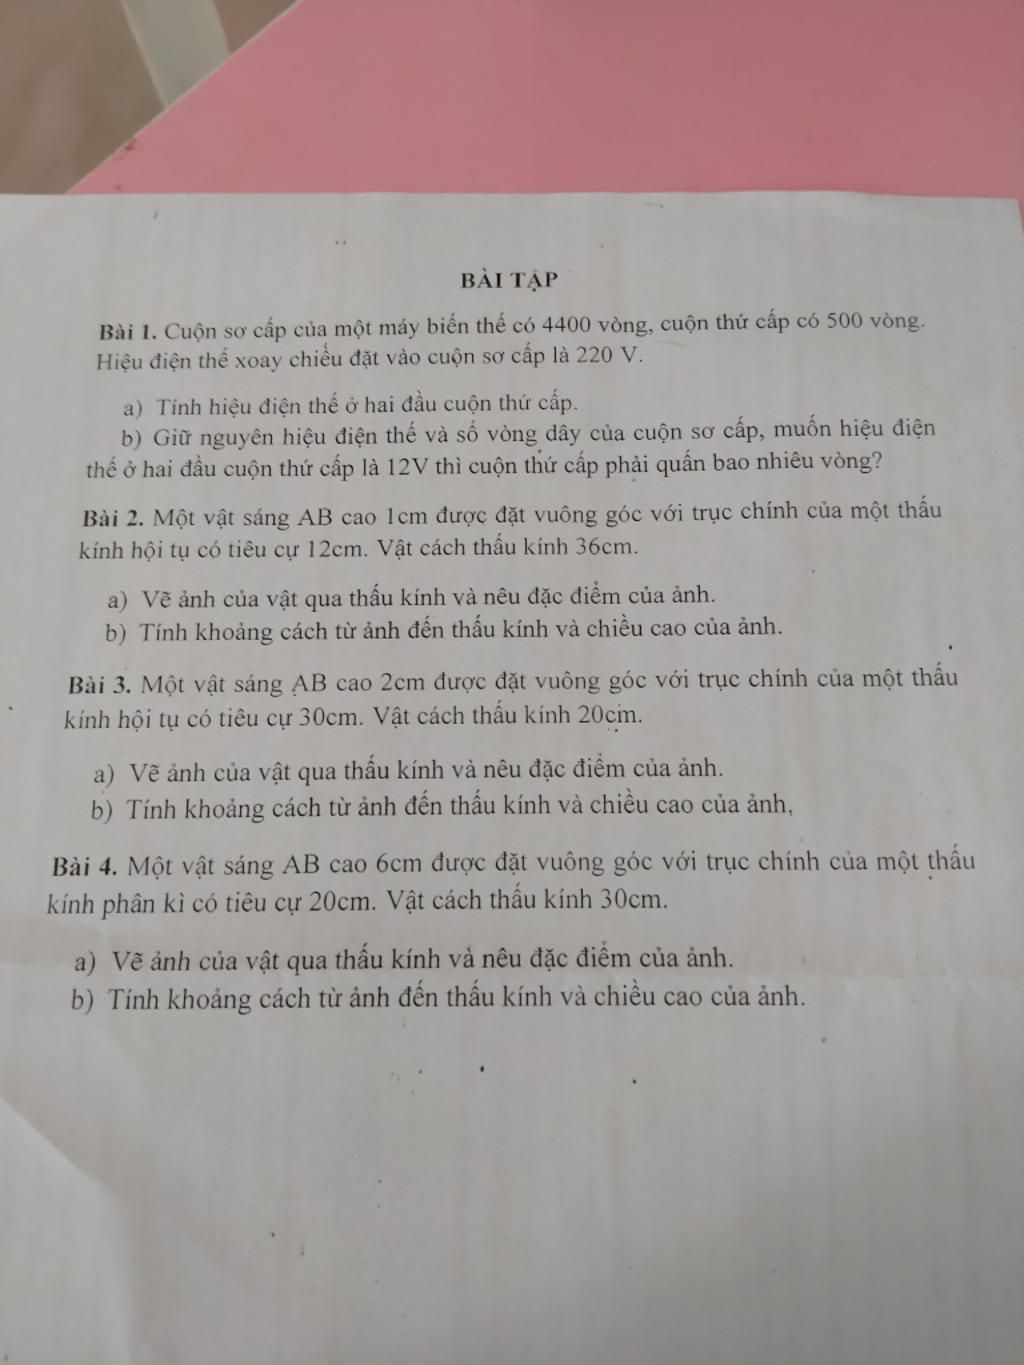 BÀI TẬP
Bài 1. Cuộn sơ cấp của một máy biến thế có 4400 vòng, cuộn thứ cấp có 500 vòng.
Hiệu điện thế xoay chiều đặt vào cuộn sơ cấp là 220 V.
a) Tính hiệu điện thế ở hai đầu cuộn thứ cấp.
b) Giữ nguyên hiệu điện thế và số vòng dây của cuộn sơ cấp, muốn hiệu điện
thế ở hai đầu cuộn thứ cấp là 12V thì cuộn thứ cấp phải quấn bao nhiêu vòng?
Bài 2. Một vật sáng AB cao 1cm được đặt vuông góc với trục chính của một thấu
kính hội tụ có tiêu cự 12cm. Vật cách thấu kính 36cm.
a) Vẽ ảnh của vật qua thấu kính và nêu đặc điểm của ảnh.
b) Tính khoảng cách từ ảnh đến thấu kính và chiều cao của ảnh.
Bài 3. Một vật sáng AB cao 2cm được đặt vuông góc với trục chính của một thấu
kính hội tụ có tiêu cự 30cm. Vật cách thấu kính 20cm.
a) Vẽ ảnh của vật qua thấu kính và nêu đặc điểm của ảnh.
b) Tính khoảng cách từ ảnh đến thấu kính và chiều cao của ảnh,
Bài 4. Một vật sáng AB cao 6cm được đặt vuông góc với trục chính của một thấu
kính phân kì có tiêu cự 20cm. Vật cách thấu kính 30cm.
a) Vẽ ảnh của vật qua thấu kính và nêu đặc điểm của ảnh.
b) Tính khoảng cách từ ảnh đến thấu kính và chiều cao của ảnh.